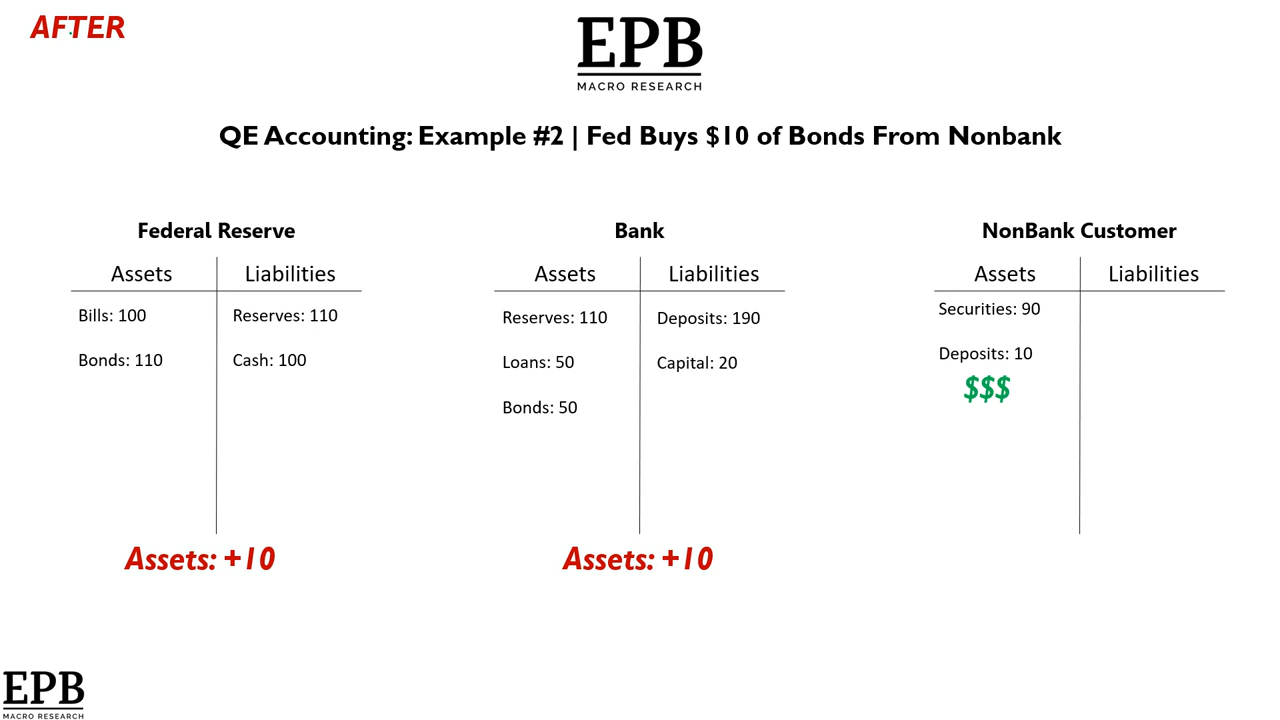 AFTER
EPB
MACRO RESEARCH
QE Accounting: Example #2 | Fed Buys $10 of Bonds From Nonbank
Federal Reserve
Assets Liabilities
Bills: 100 Reserves: 110
Bonds: 110 Cash: 100
Assets: +10
Bank
Assets Liabilities
Reserves: 110 Deposits: 190
Loans: 50 Capital: 20
Bonds: 50
Assets: +10
NonBank Customer
Assets Liabilities
Securities: 90
Deposits: 10
$$$
EPB
MACRO RESEARCH